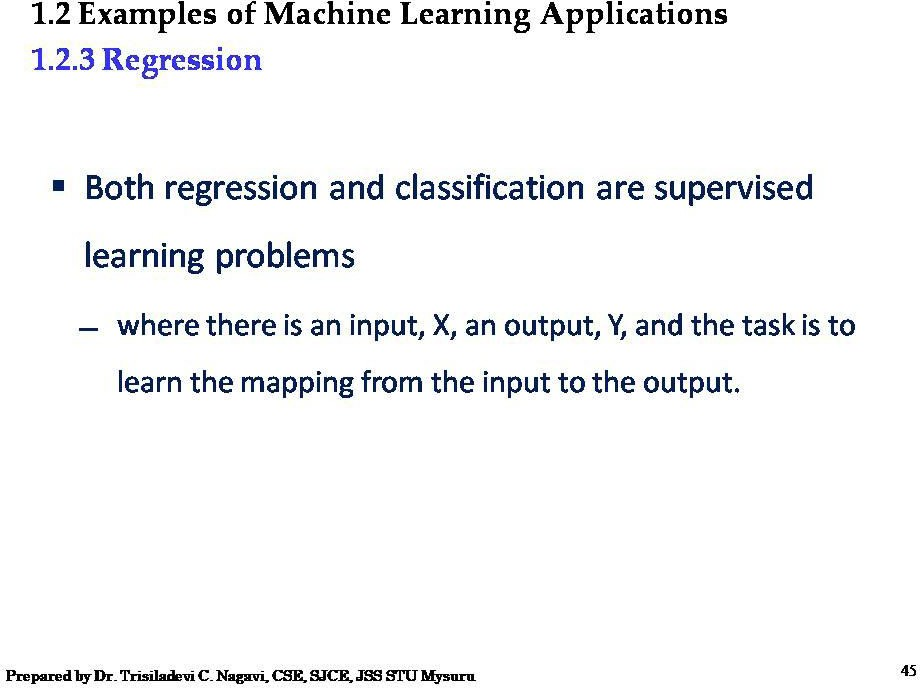 1.2 Examples of Machine Learning Applications
1.2.3 Regression
▪ Both regression and classification are supervised
learning problems
– where there is an input, X, an output, Y, and the task is to
learn the mapping from the input to the output.
Prepared by Dr. Trisiladevi C. Nagavi, CSE, SJCE, JSS STU Mysuru
45